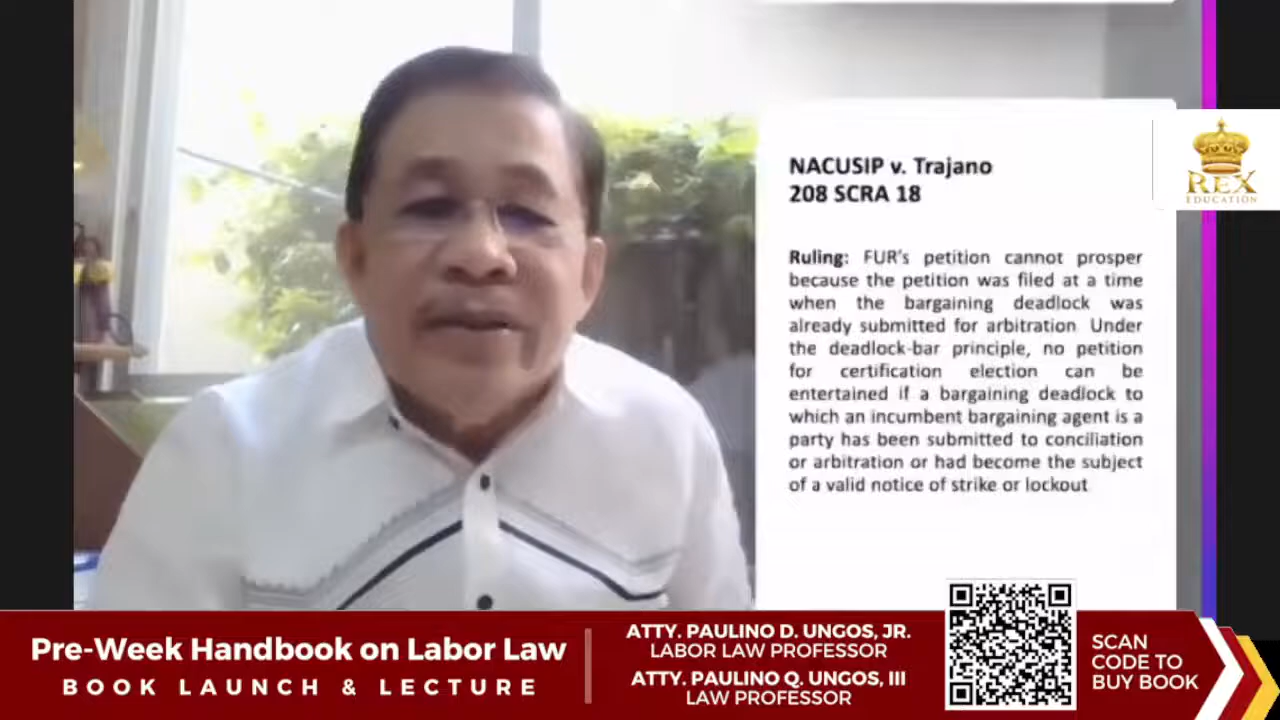 NACUSIP v. Trajano
208 SCRA 18
Ruling: FUR's petition cannot prosper
because the petition was filed at a time
when the bargaining deadlock was
already submitted for arbitration Under
the deadlock-bar principle, no petition
for certification election can be
entertained if a bargaining deadlock to
which an incumbent bargaining agent is a
party has been submitted to conciliation
or arbitration or had become the subject
of a valid notice of strike or lockout
REX
EDUCATION
Pre-Week Handbook on Labor Law
BOOK LAUNCH & LECTURE
ATTY. PAULINO D. UNGOS, JR.
LABOR LAW PROFESSOR
ATTY. PAULINO Q. UNGOS, III
LAW PROFESSOR
SCAN
CODE TO
BUY BOOK